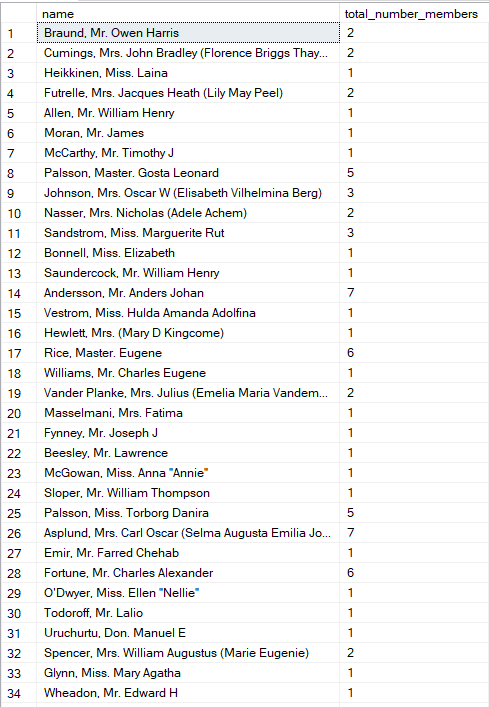 name total_number_members
1 Braund, Mr. Owen Harris 2
2 Cumings, Mrs. John Bradley (Florence Briggs Thay... 2
3 Heikkinen, Miss. Laina 1
4 Futrelle, Mrs. Jacques Heath (Lily May Peel) 2
5 Allen, Mr. William Henry 1
6 Moran, Mr. James 1
7 McCarthy, Mr. Timothy J 1
8 Palsson, Master. Gosta Leonard 5
9 Johnson, Mrs. Oscar W (Elisabeth Vilhelmina Berg) 3
10 Nasser, Mrs. Nicholas (Adele Achem) 2
11 Sandstrom, Miss. Marguerite Rut 3
12 Bonnell, Miss. Elizabeth 1
13 Saundercock, Mr. William Henry 1
14 Andersson, Mr. Anders Johan 7
15 Vestrom, Miss. Hulda Amanda Adolfina 1
16 Hewlett, Mrs. (Mary D Kingcome) 1
17 Rice, Master. Eugene 6
18 Williams, Mr. Charles Eugene 1
19 Vander Planke, Mrs. Julius (Emelia Maria Vandem... 2
20 Masselmani, Mrs. Fatima 1
21 Fynney, Mr. Joseph J 1
22 Beesley, Mr. Lawrence 1
23 McGowan, Miss. Anna "Annie" 1
24 Sloper, Mr. William Thompson 1
25 Palsson, Miss. Torborg Danira 5
26 Asplund, Mrs. Carl Oscar (Selma Augusta Emilia Jo... 7
27 Emir, Mr. Farred Chehab 1
28 Fortune, Mr. Charles Alexander 6
29 O'Dwyer, Miss. Ellen "Nellie" 1
30 Todoroff, Mr. Lalio 1
31 Uruchurtu, Don. Manuel E 1
32 Spencer, Mrs. William Augustus (Marie Eugenie) 2
33 Glynn, Miss. Mary Agatha 1
34 Wheadon, Mr. Edward H 1